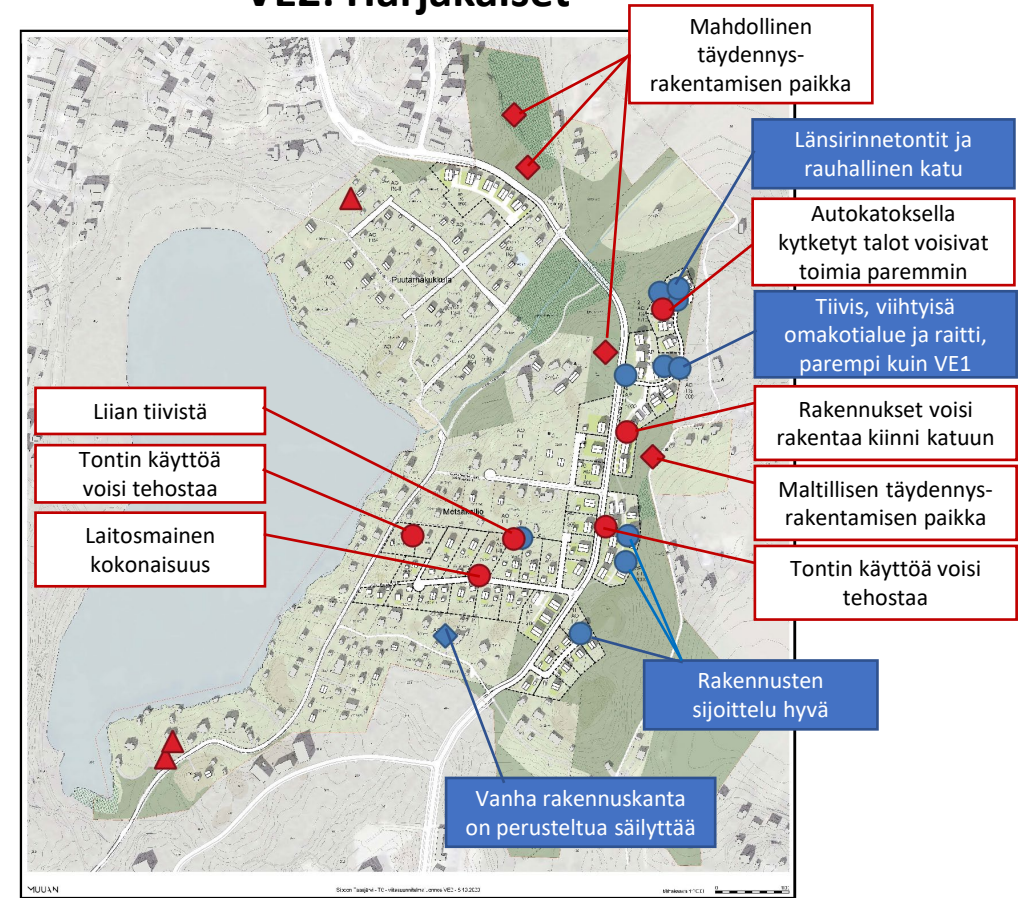 VE2: Harjakaiset
Mahdollinen
täydennys-
rakentamisen paikka
Länsirinnetontit ja
rauhallinen katu
Autokatoksella
kytketyt talot voisivat
toimia paremmin
Tiivis, viihtyisä
omakotialue ja raitti,
parempi kuin VE1
Liian tiivistä
Rakennukset voisi
rakentaa kiinni katuun
Tontin käyttöä
voisi tehostaa
Maltillisen täydennys-
rakentamisen paikka
Laitosmainen
kokonaisuus
Tontin käyttöä voisi
tehostaa
Rakennusten
sijoittelu hyvä
Vanha rakennuskanta
on perusteltua säilyttää
Puutarhakukkula
MUUAN